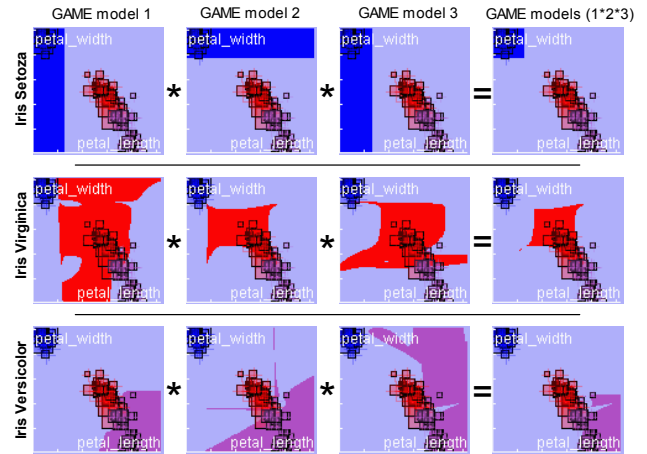 GAME model 1 GAME model 2 GAME model 3 GAME models (1*2*3)
Iris Setoza
petal_width petal_width petal_width petal_width
* * =
petal_length petal_length petal_length petal_length
Iris Virginica
petal_width petal_width petal_width petal_width
* * =
petal_length petal_length petal_length petal_length
Iris Versicolor
petal_width petal_width petal_width petal_width
* * =
petal_length petal_length petal_length petal_length